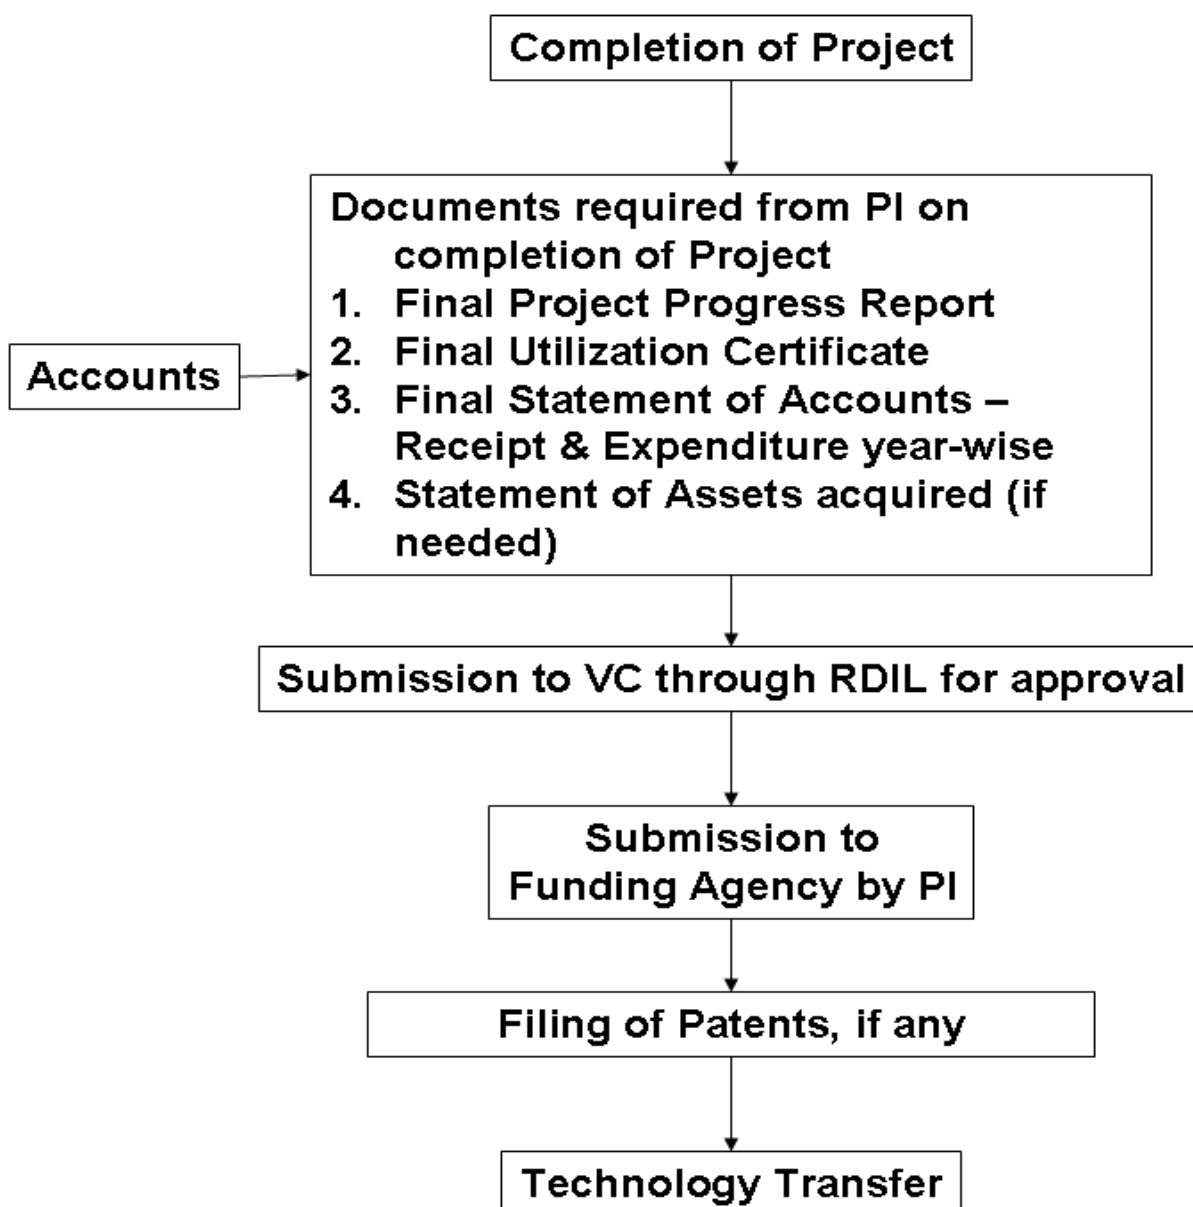 Completion of Project
Documents required from PI on
completion of Project
1. Final Project Progress Report
2. Final Utilization Certificate
Accounts
3. Final Statement of Accounts –
Receipt & Expenditure year-wise
4. Statement of Assets acquired (if
needed)
Submission to VC through RDIL for approval
Submission to
Funding Agency by PI
Filing of Patents, if any
Technology Transfer